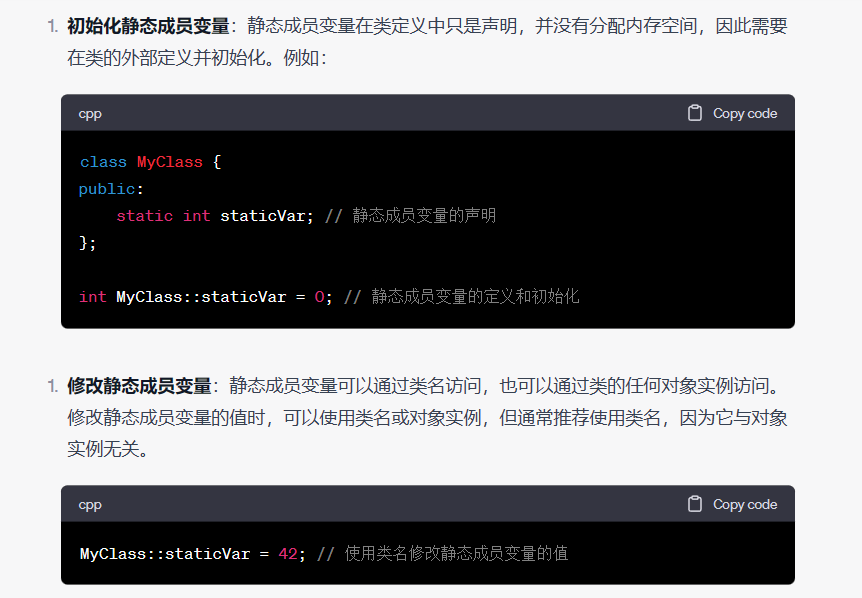 1. 初始化静态成员变量：静态成员变量在类定义中只是声明，并没有分配内存空间，因此需要
在类的外部定义并初始化。例如：
cpp Copy code
class MyClass {
public:
    static int staticVar; // 静态成员变量的声明
};
int MyClass::staticVar = 0; // 静态成员变量的定义和初始化
1. 修改静态成员变量：静态成员变量可以通过类名访问，也可以通过类的任何对象实例访问。
修改静态成员变量的值时，可以使用类名或对象实例，但通常推荐使用类名，因为它与对象
实例无关。
cpp Copy code
MyClass::staticVar = 42; // 使用类名修改静态成员变量的值